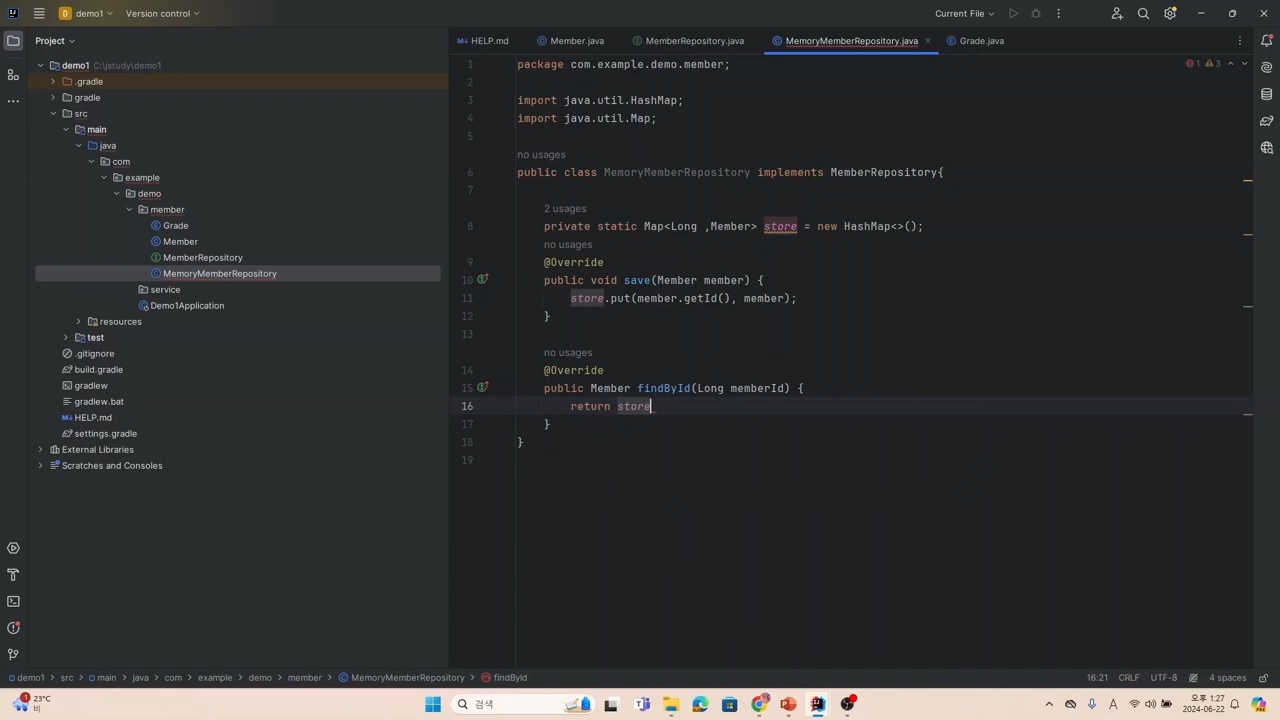 demo1
Version control
Current File
Project
HELP.md
Member.java
MemberRepository.java
MemoryMemberRepository.java
Grade.java
demo1 C:\jstudy\demo1
.gradle
gradle
src
main
java
com
example
demo
member
Grade
Member
MemberRepository
MemoryMemberRepository
service
Demo1Application
resources
test
.gitignore
build.gradle
gradlew
gradlew.bat
HELP.md
settings.gradle
External Libraries
Scratches and Consoles
1 3
1 package com.example.demo.member;
2
3 import java.util.HashMap;
4 import java.util.Map;
5
no usages
6 public class MemoryMemberRepository implements MemberRepository{
7
2 usages
8 private static Map<Long ,Member> store = new HashMap<>();
no usages
9 @Override
10 public void save(Member member) {
11 store.put(member.getId(), member);
12 }
13
no usages
14 @Override
15 public Member findById(Long memberId) {
16 return store
17 }
18 }
19
demo1 > src > main > java > com > example > demo > member > MemoryMemberRepository > findById
16:21 CRLF UTF-8 4 spaces
1
23°C
비
검색
오후 1:27
2024-06-22